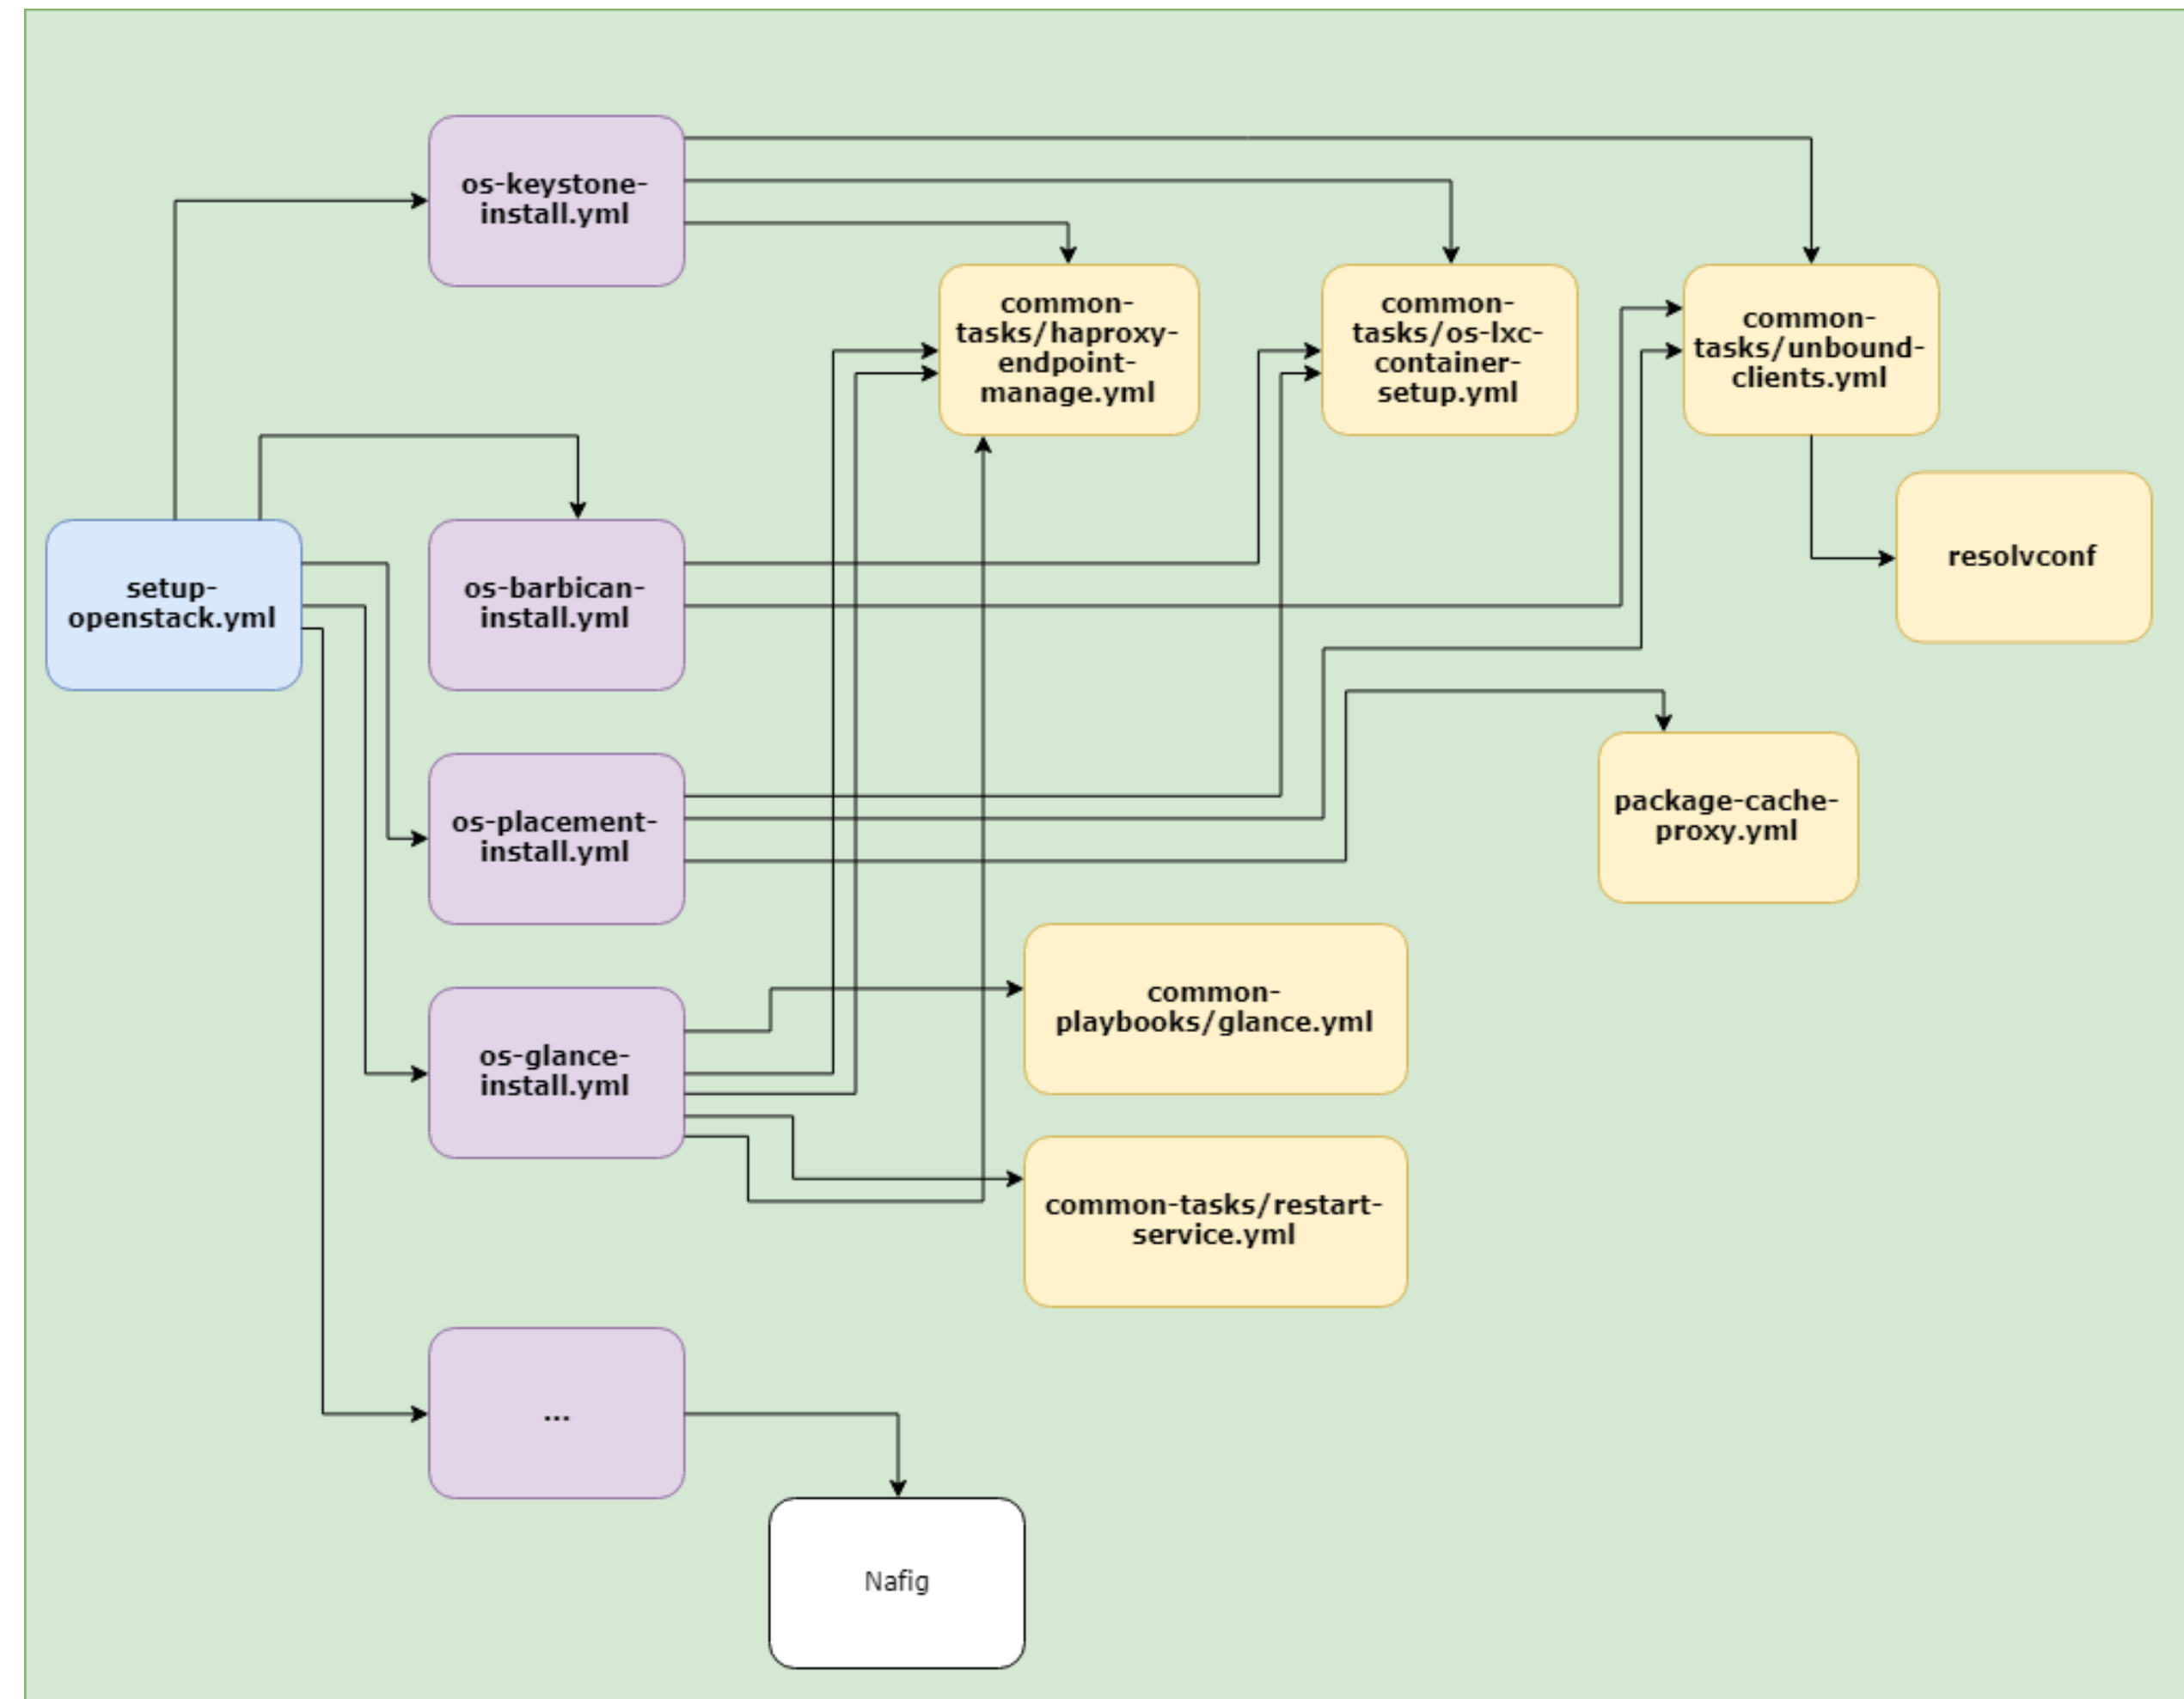 os-keystone-
install.yml
common-
tasks/haproxy-
endpoint-
manage.yml
common-
tasks/os-lxc-
container-
setup.yml
common-
tasks/unbound-
clients.yml
setup-
openstack.yml
os-barbican-
install.yml
resolvconf
os-placement-
install.yml
package-cache-
proxy.yml
os-glance-
install.yml
common-
playbooks/glance.yml
common-tasks/restart-
service.yml
...
Nafig